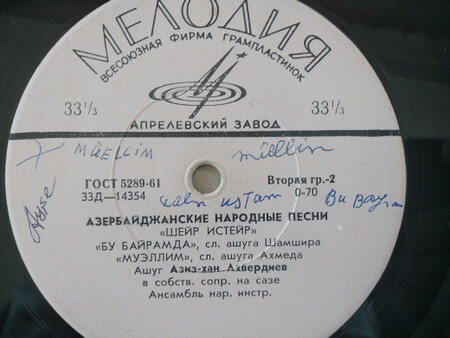 МЕЛОДИЯ
ВСЕСОЮЗНАЯ ФИРМА ГРАМПЛАСТИНОК
33⅓ 33⅓
АПРЕЛЕВСКИЙ ЗАВОД
MÜELLIM
ГОСТ 5289-61 Вторая гр.-2
33Д—14354 0-70
ustam Bu Bayram
АЗЕРБАЙДЖАНСКИЕ НАРОДНЫЕ ПЕСНИ
«ШЕЙР ИСТЕЙР»
«БУ БАЙРАМДА», сл. ашуга Шамшира
«МУЭЛЛИМ», сл. ашуга Ахмеда
Ашуг Азиз-хан Ахвердиев
в собств. сопр. на сазе
Ансамбль нар. инстр.